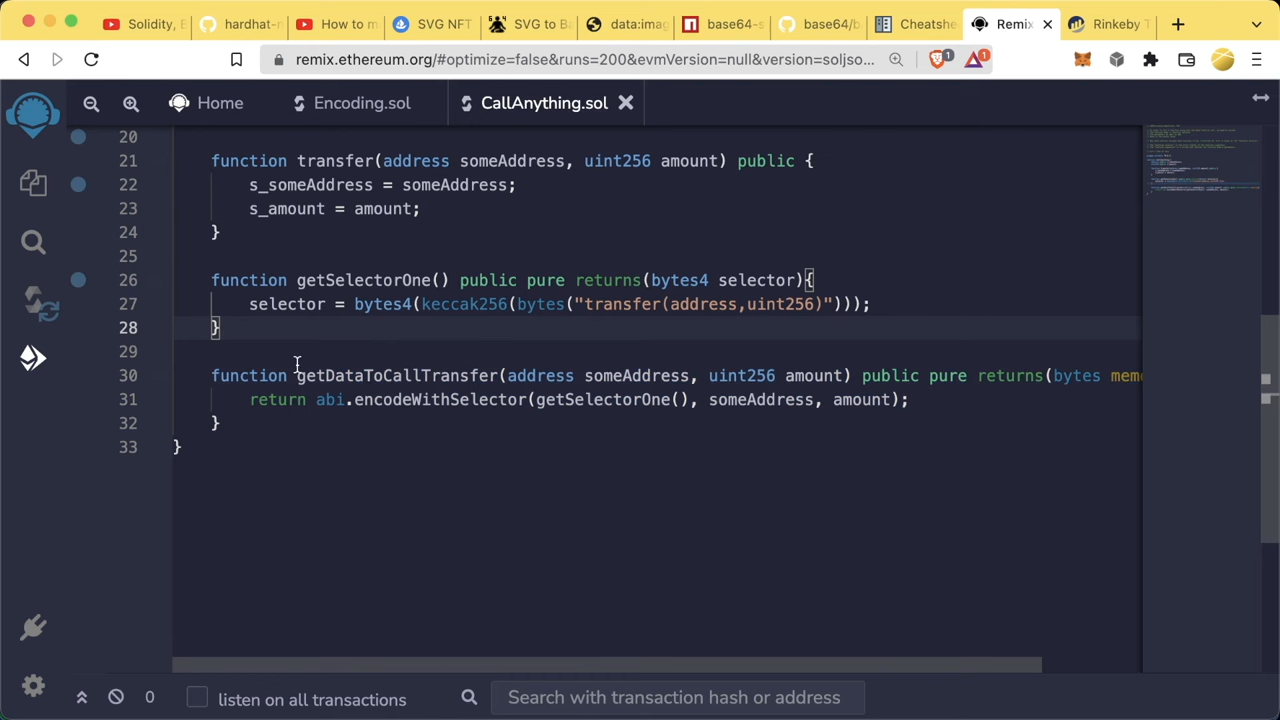 Solidity, E
hardhat-r
How to m
SVG NFT
SVG to Ba
data:imag
base64-s
base64/b
Cheatshe
Remix
Rinkeby T
remix.ethereum.org/#optimize=false&runs=200&evmVersion=null&version=soljso...
1
1
Home
Encoding.sol
CallAnything.sol
20
21 function transfer(address someAddress, uint256 amount) public {
22 s_someAddress = someAddress;
23 s_amount = amount;
24 }
25
26 function getSelectorOne() public pure returns(bytes4 selector){
27 selector = bytes4(keccak256(bytes("transfer(address,uint256)")));
28 }
29
30 function getDataToCallTransfer(address someAddress, uint256 amount) public pure returns(bytes memo
31 return abi.encodeWithSelector(getSelectorOne(), someAddress, amount);
32 }
33 }
0
listen on all transactions
Search with transaction hash or address